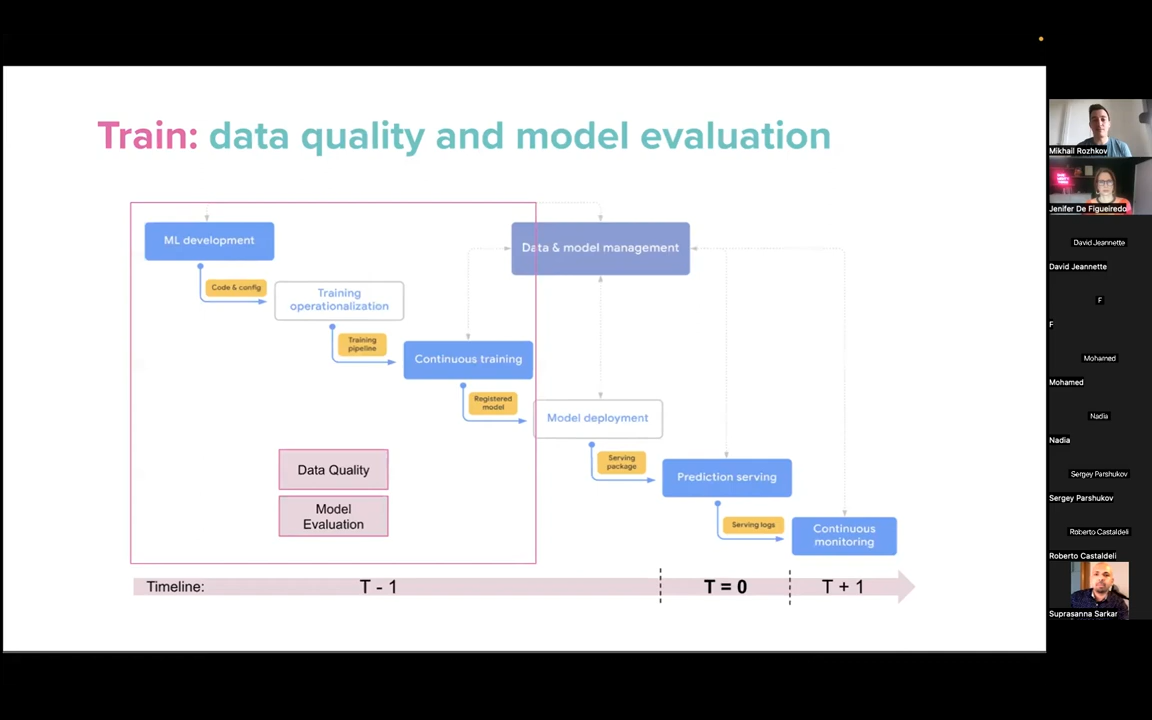 Train: data quality and model evaluation
ML development
Data & model management
Code & config
Training
operationalization
Training
pipeline
Continuous training
Registered
model
Model deployment
Serving
package
Prediction serving
Serving logs
Continuous
monitoring
Data Quality
Model
Evaluation
Timeline:
T - 1
T = 0
T + 1
Mikhail Rozhkov
Jenifer De Figueiredo
David Jeannette
David Jeannette
F
F
Mohamed
Mohamed
Nadia
Nadia
Sergey Parshukov
Sergey Parshukov
Roberto Castaldeli
Roberto Castaldeli
Suprasanna Sarkar